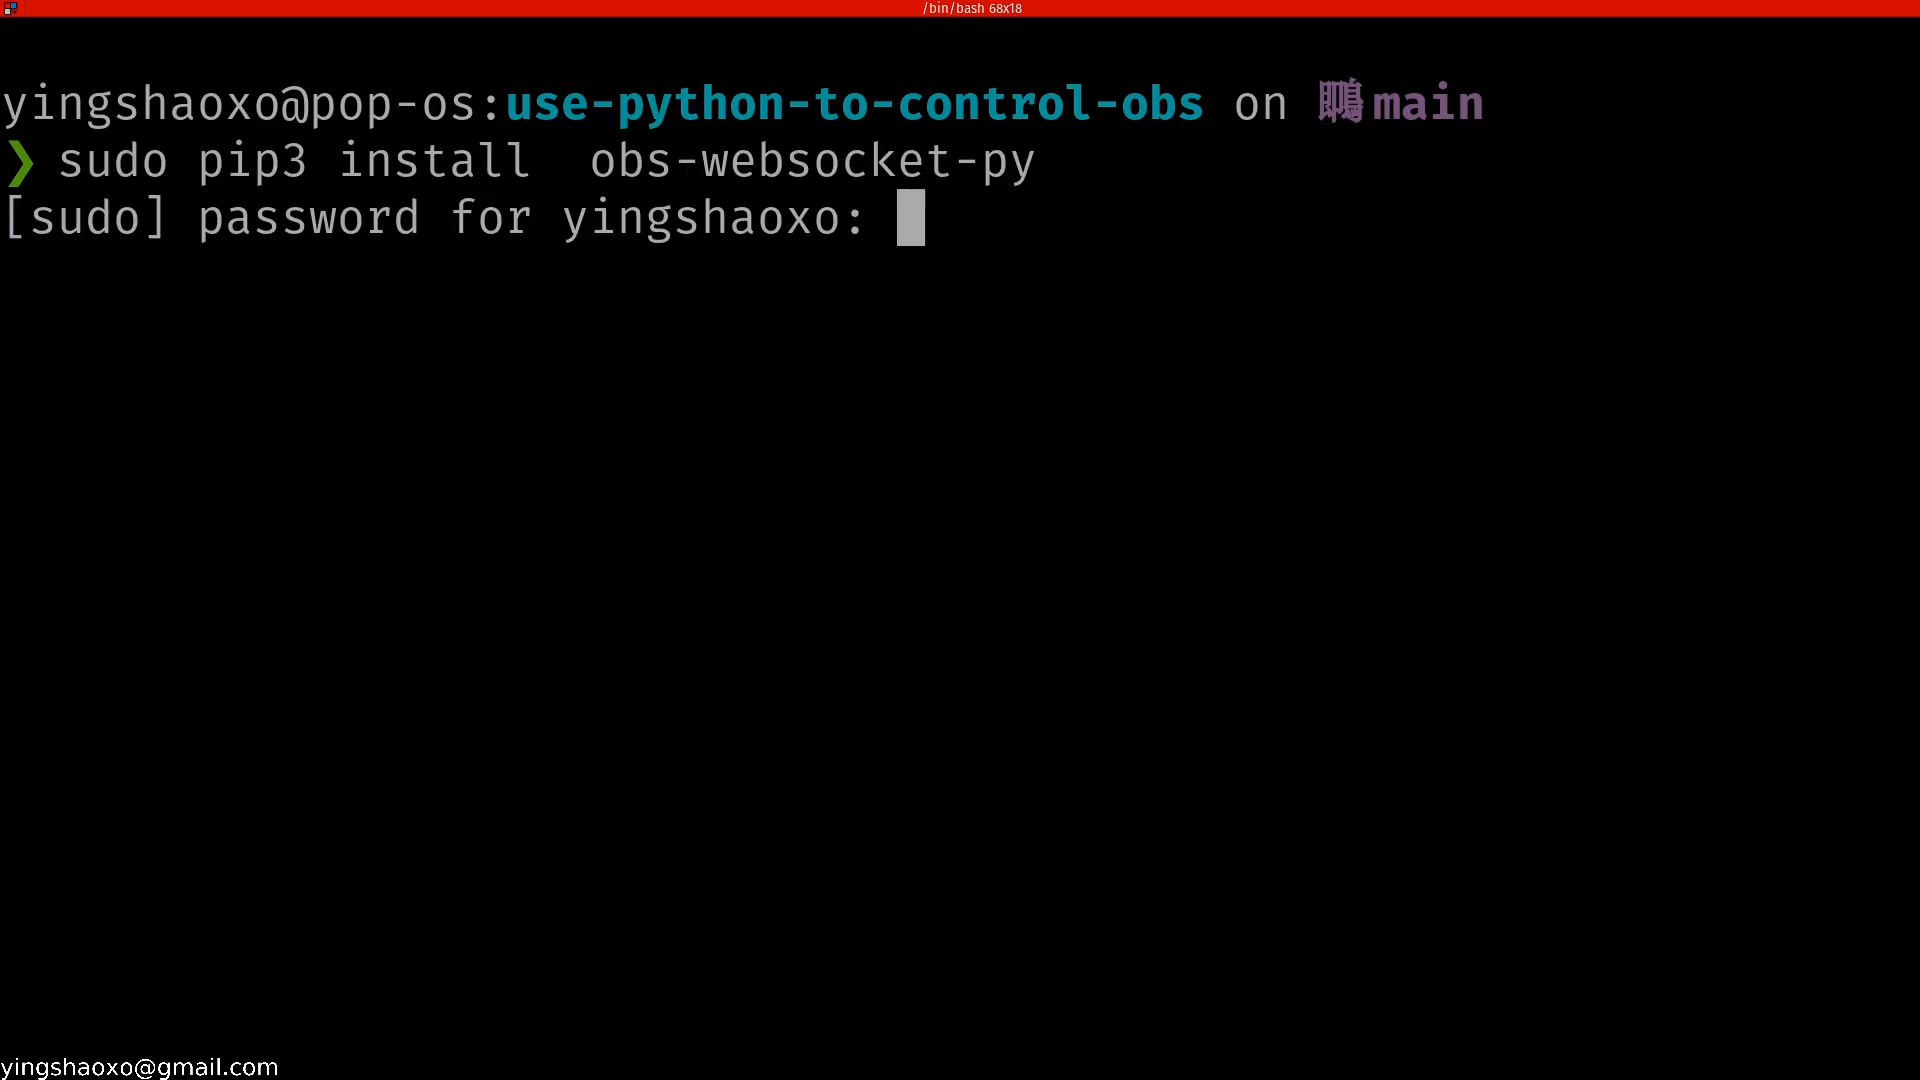 /bin/bash 68x18
yingshaoxo@pop-os:use-python-to-control-obs on main
❯ sudo pip3 install  obs-websocket-py
[sudo] password for yingshaoxo:
yingshaoxo@gmail.com